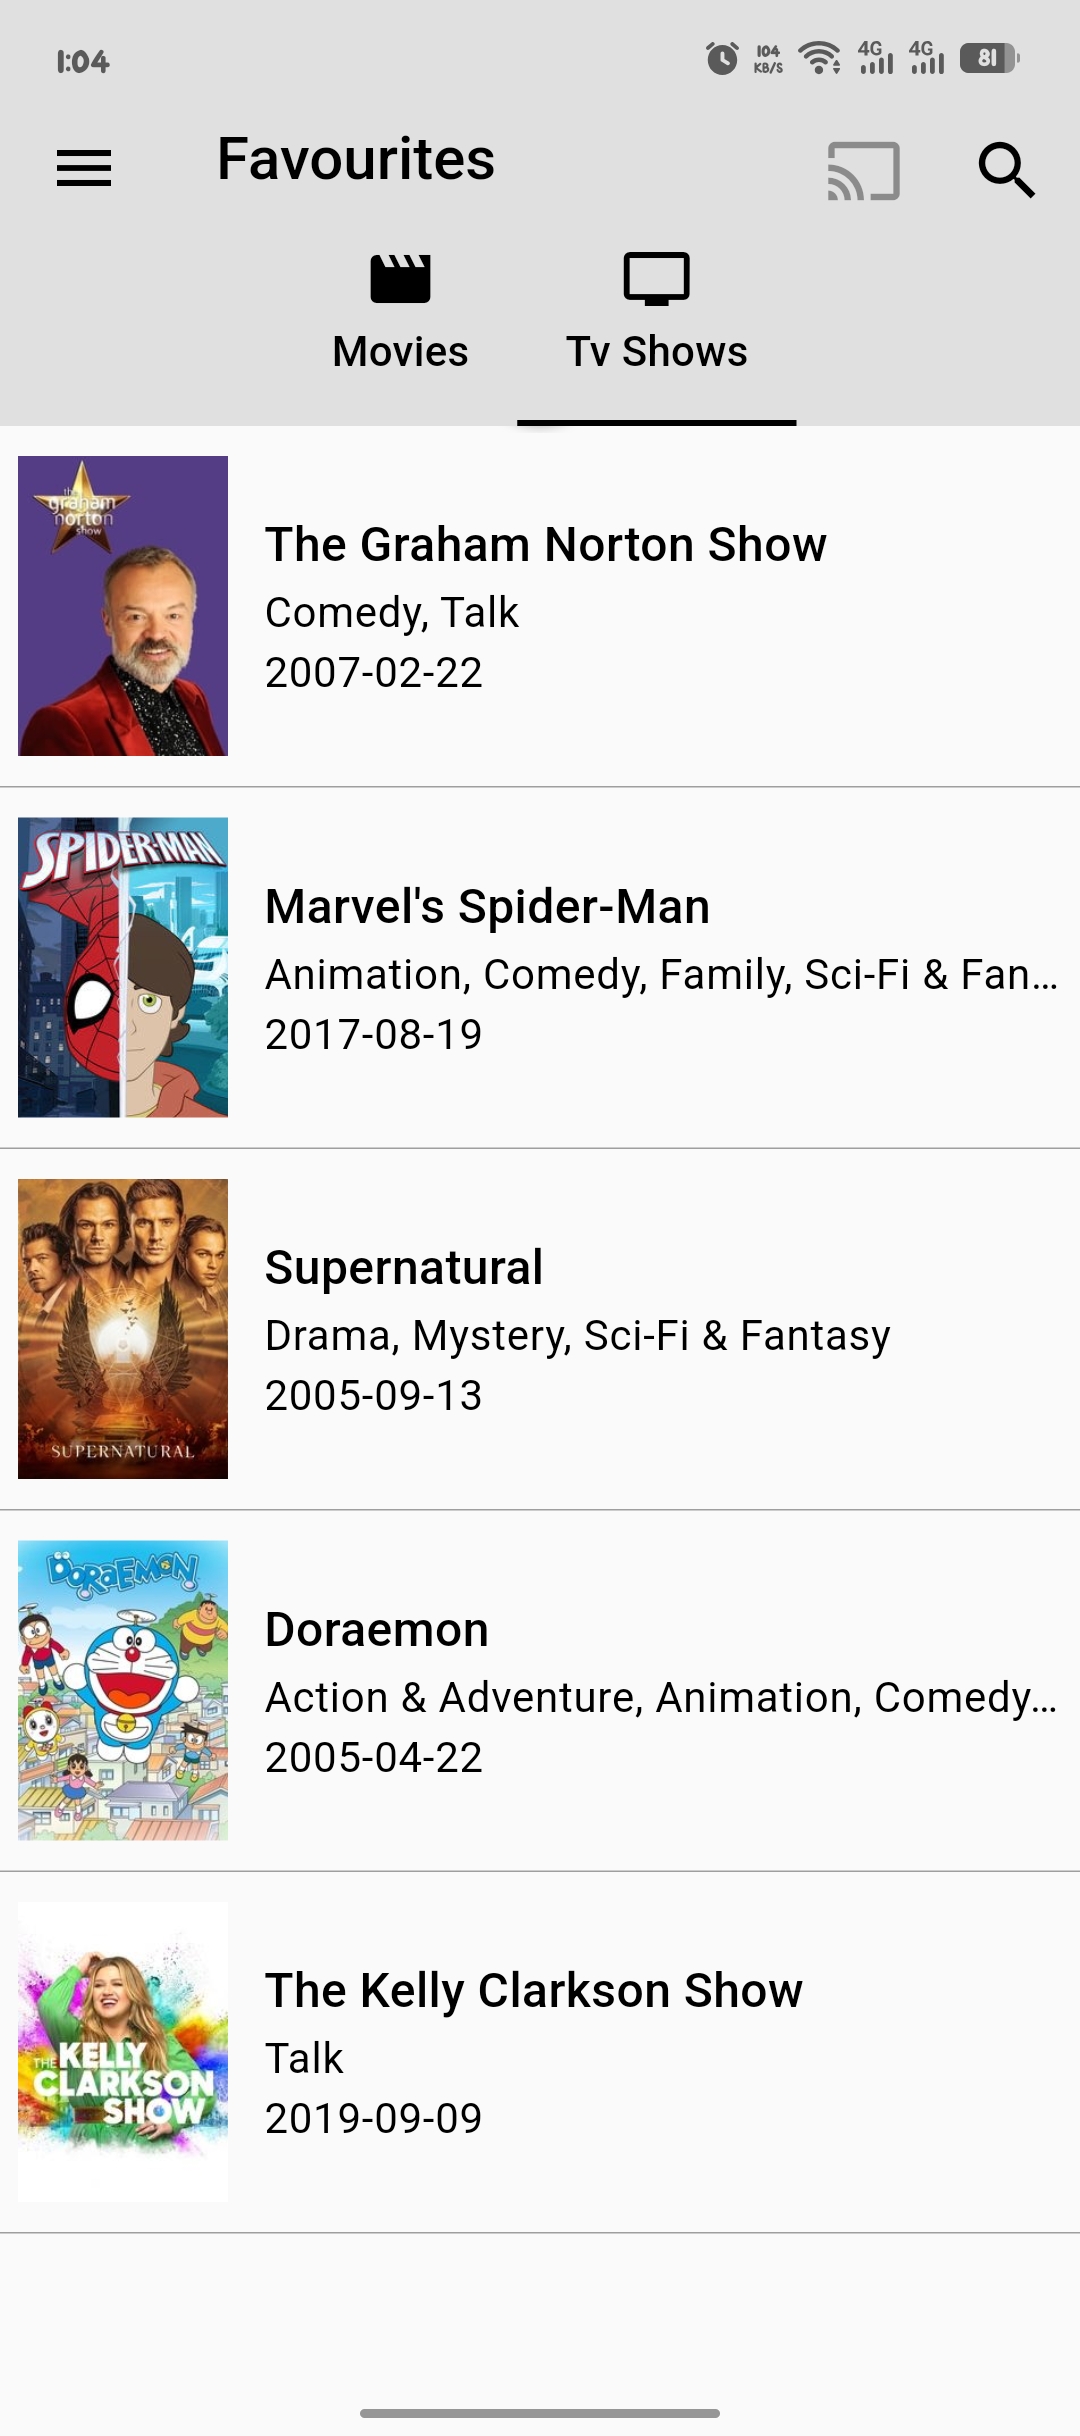 1:04
104
KB/S
4G
4G
81
Favourites
Movies
Tv Shows
the
graham
norton
show
The Graham Norton Show
Comedy, Talk
2007-02-22
SPIDER-MAN
Marvel's Spider-Man
Animation, Comedy, Family, Sci-Fi & Fan...
2017-08-19
SUPERNATURAL
Supernatural
Drama, Mystery, Sci-Fi & Fantasy
2005-09-13
DORAEMON
Doraemon
Action & Adventure, Animation, Comedy...
2005-04-22
THE KELLY
CLARKSON
SHOW
The Kelly Clarkson Show
Talk
2019-09-09